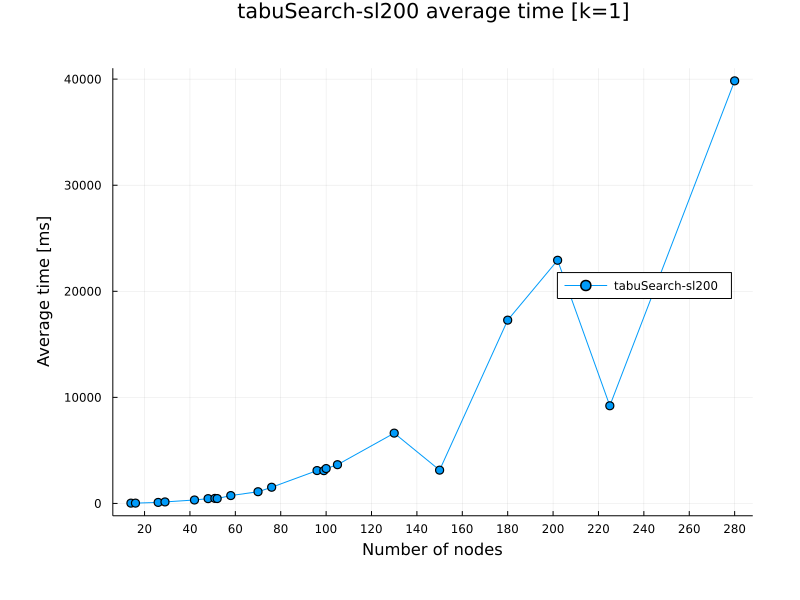 tabuSearch-sl200 average time [k=1]
Average time [ms]
40000
30000
20000
10000
0
tabuSearch-sl200
20 40 60 80 100 120 140 160 180 200 220 240 260 280
Number of nodes